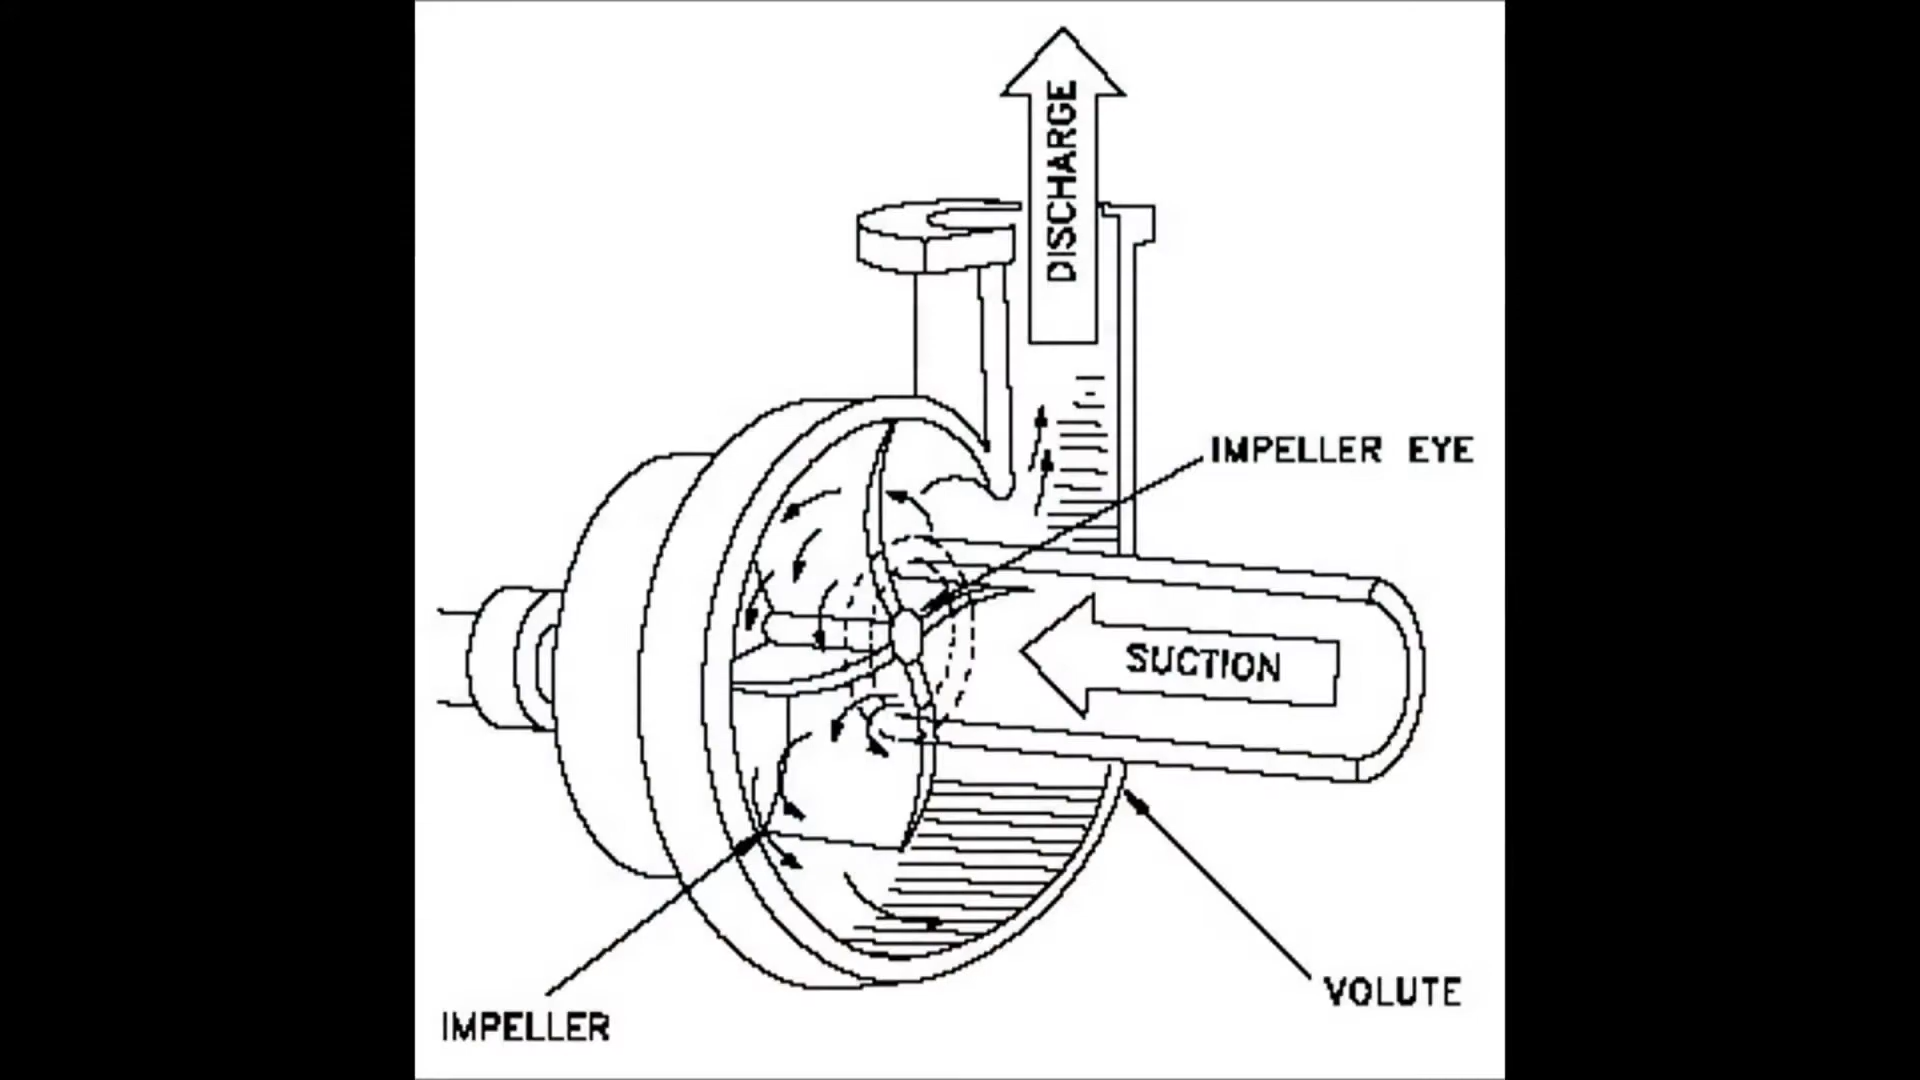 DISCHARGE
IMPELLER EYE
SUCTION
VOLUTE
IMPELLER